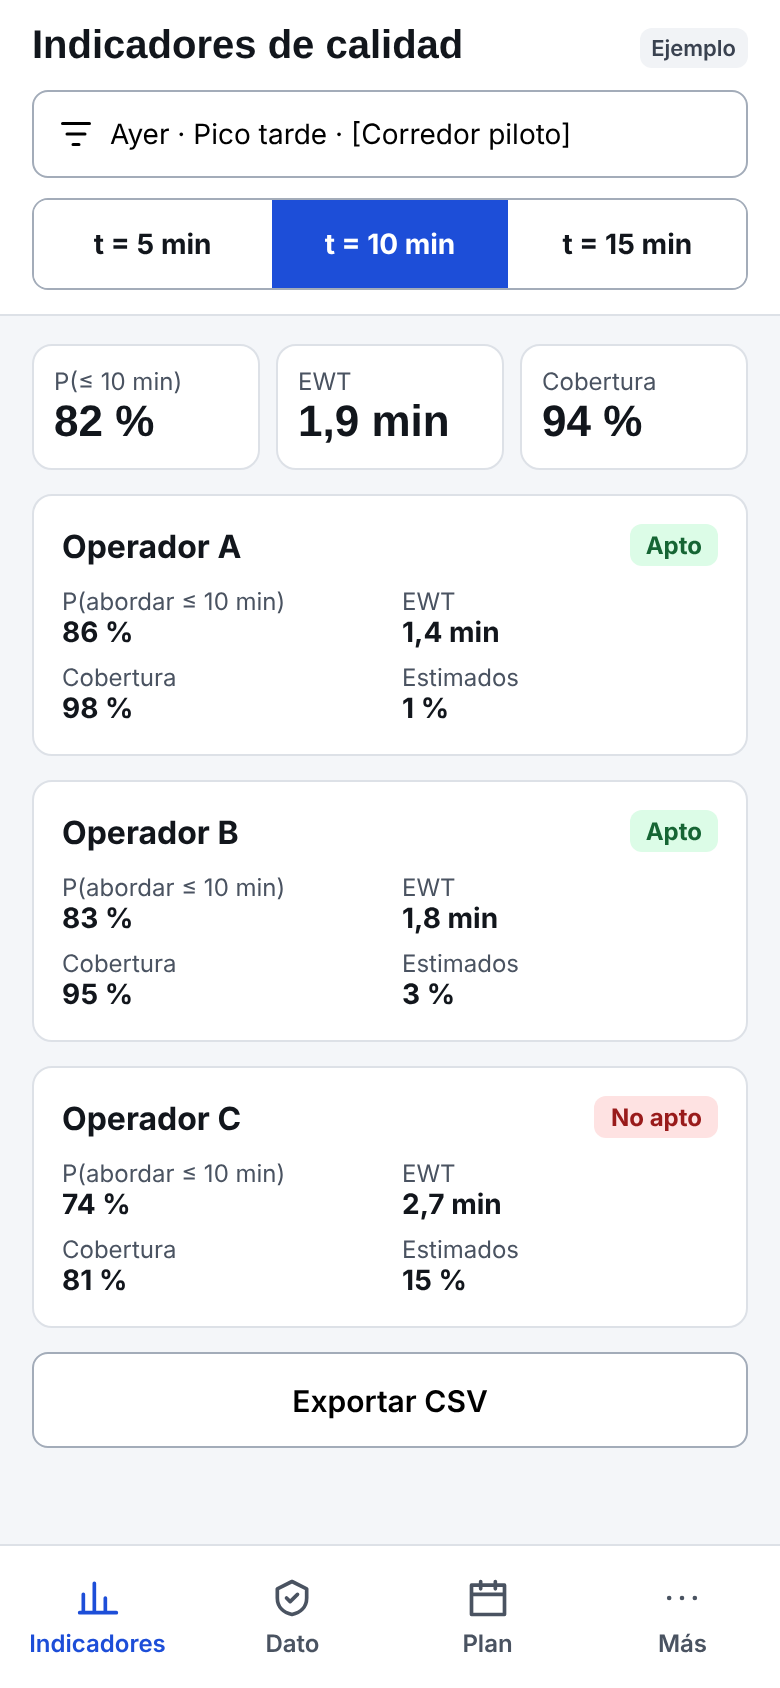 Indicadores de calidad
Ejemplo
Ayer · Pico tarde · [Corredor piloto]
t = 5 min
t = 10 min
t = 15 min
P(≤ 10 min)
82 %
EWT
1,9 min
Cobertura
94 %
Operador A
Apto
P(abordar ≤ 10 min)
86 %
EWT
1,4 min
Cobertura
98 %
Estimados
1 %
Operador B
Apto
P(abordar ≤ 10 min)
83 %
EWT
1,8 min
Cobertura
95 %
Estimados
3 %
Operador C
No apto
P(abordar ≤ 10 min)
74 %
EWT
2,7 min
Cobertura
81 %
Estimados
15 %
Exportar CSV
Indicadores
Dato
Plan
Más